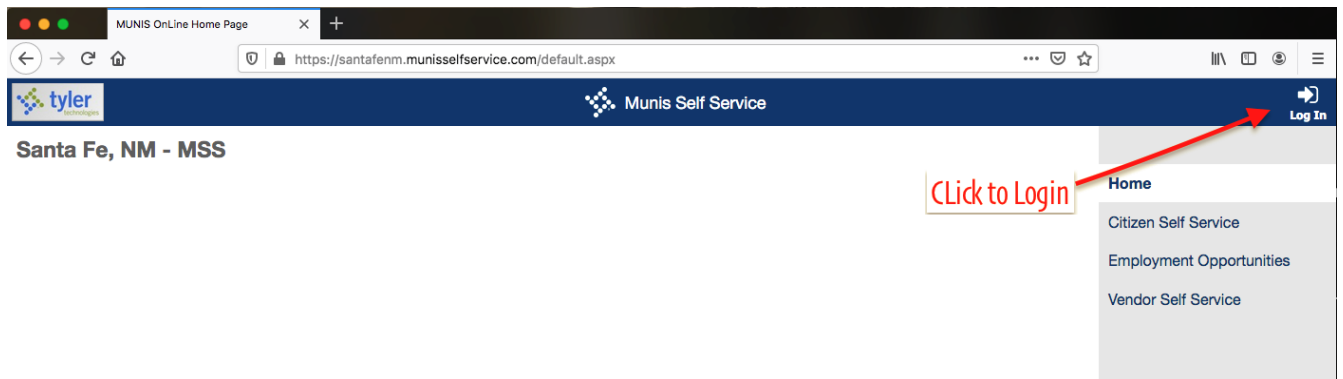 MUNIS OnLine Home Page
https://santafenm.munisselfservice.com/default.aspx
tyler
technologies
Munis Self Service
Log In
Santa Fe, NM - MSS
CLick to Login
Home
Citizen Self Service
Employment Opportunities
Vendor Self Service